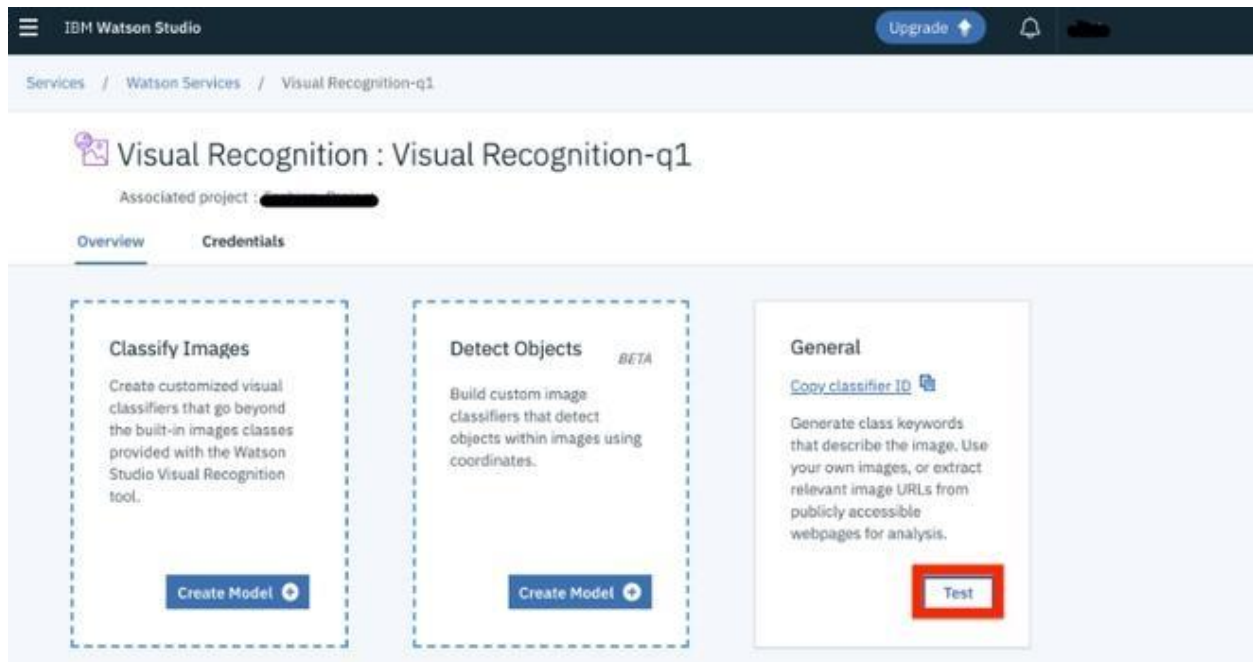 IBM Watson Studio
Upgrade
Services / Watson Services / Visual Recognition-q1
Visual Recognition : Visual Recognition-q1
Associated project :
Overview
Credentials
Classify Images
Create customized visual
classifiers that go beyond
the built-in images classes
provided with the Watson
Studio Visual Recognition
tool.
Create Model
Detect Objects
BETA
Build custom image
classifiers that detect
objects within images using
coordinates.
Create Model
General
Copy classifier ID
Generate class keywords
that describe the image. Use
your own images, or extract
relevant image URLs from
publicly accessible
webpages for analysis.
Test